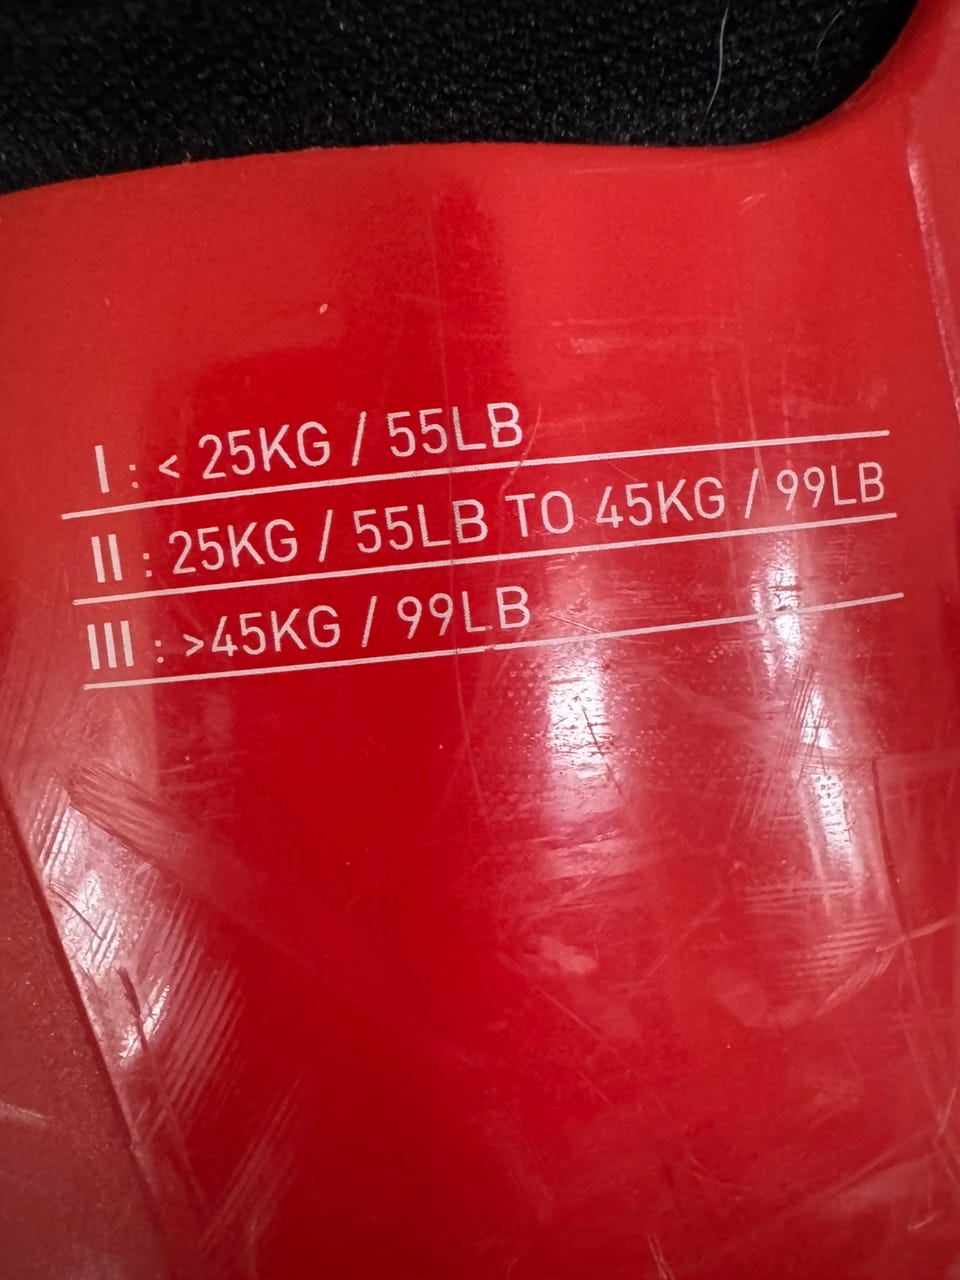 I : < 25KG / 55LB
II : 25KG / 55LB TO 45KG / 99LB
III : >45KG / 99LB